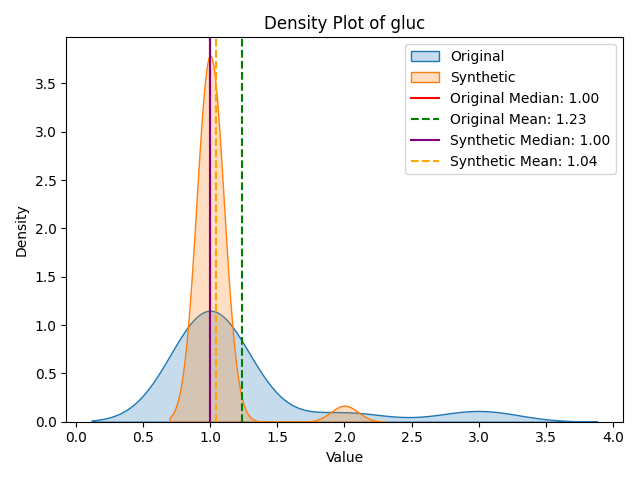 Density Plot of gluc
Original
Synthetic
Original Median: 1.00
Original Mean: 1.23
Synthetic Median: 1.00
Synthetic Mean: 1.04
Density
3.5
3.0
2.5
2.0
1.5
1.0
0.5
0.0
0.0 0.5 1.0 1.5 2.0 2.5 3.0 3.5 4.0
Value